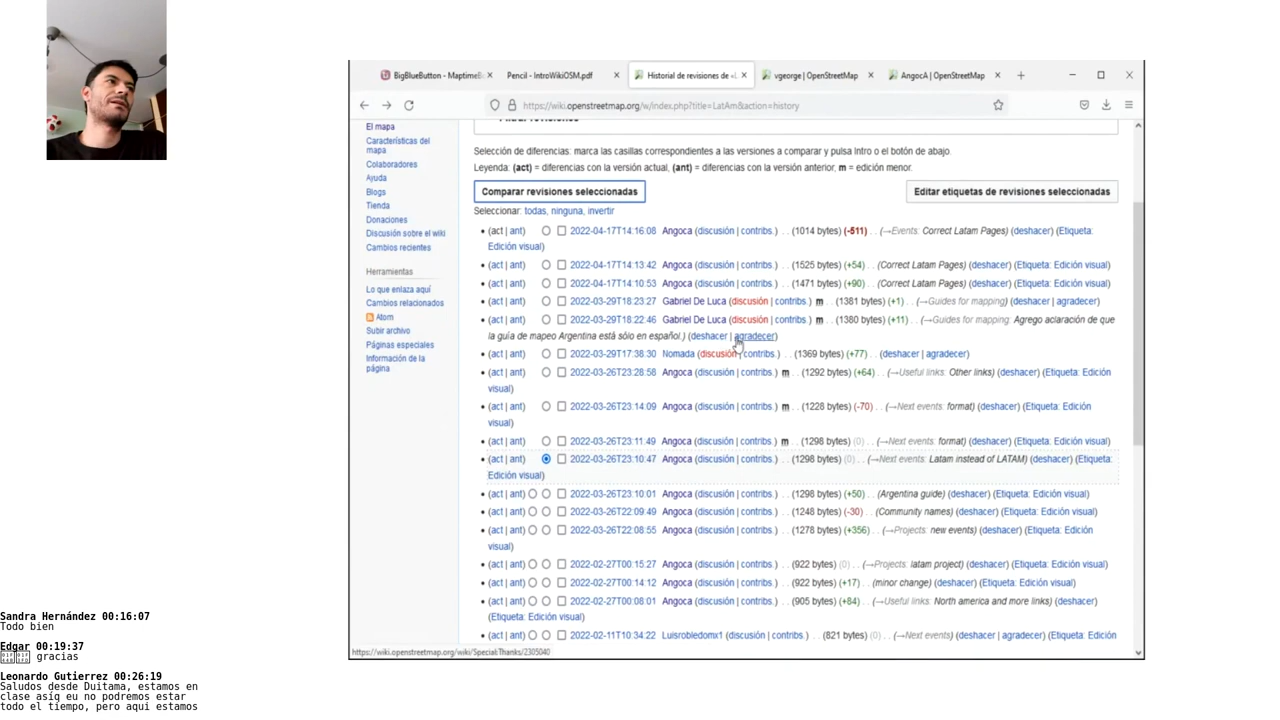 BigBlueButton - MaptimeB
Pencil - IntroWikiOSM.pdf
Historial de revisiones de «L
vgeorge | OpenStreetMap
AngocA | OpenStreetMap
https://wiki.openstreetmap.org/w/index.php?title=LatAm&action=history
El mapa
Características del
mapa
Colaboradores
Ayuda
Blogs
Tienda
Donaciones
Discusión sobre el wiki
Cambios recientes
Herramientas
Lo que enlaza aquí
Cambios relacionados
Atom
Subir archivo
Páginas especiales
Información de la
página
Selección de diferencias: marca las casillas correspondientes a las versiones a comparar y pulsa Intro o el botón de abajo.
Leyenda: (act) = diferencias con la versión actual, (ant) = diferencias con la versión anterior, m = edición menor.
Comparar revisiones seleccionadas
Editar etiquetas de revisiones seleccionadas
Seleccionar: todas, ninguna, invertir
(act | ant) 2022-04-17T14:16:08 Angoca (discusión | contribs.) . . (1014 bytes) (-511) . . (→Events: Correct Latam Pages) (deshacer) (Etiqueta:
Edición visual)
(act | ant) 2022-04-17T14:13:42 Angoca (discusión | contribs.) . . (1525 bytes) (+54) . . (Correct Latam Pages) (deshacer) (Etiqueta: Edición visual)
(act | ant) 2022-04-17T14:10:53 Angoca (discusión | contribs.) . . (1471 bytes) (+90) . . (Correct Latam Pages) (deshacer) (Etiqueta: Edición visual)
(act | ant) 2022-03-29T18:23:27 Gabriel De Luca (discusión | contribs.) m . . (1381 bytes) (+1) . . (→Guides for mapping) (deshacer | agradecer)
(act | ant) 2022-03-29T18:22:46 Gabriel De Luca (discusión | contribs.) m . . (1380 bytes) (+11) . . (→Guides for mapping: Agrego aclaración de que
la guía de mapeo Argentina está sólo en español.) (deshacer | agradecer)
(act | ant) 2022-03-29T17:38:30 Nomada (discusión | contribs.) . . (1369 bytes) (+77) . . (deshacer | agradecer)
(act | ant) 2022-03-26T23:28:58 Angoca (discusión | contribs.) m . . (1292 bytes) (+64) . . (→Useful links: Other links) (deshacer) (Etiqueta: Edición
visual)
(act | ant) 2022-03-26T23:14:09 Angoca (discusión | contribs.) m . . (1228 bytes) (-70) . . (→Next events: format) (deshacer) (Etiqueta: Edición
visual)
(act | ant) 2022-03-26T23:11:49 Angoca (discusión | contribs.) m . . (1298 bytes) (0) . . (→Next events: format) (deshacer) (Etiqueta: Edición visual)
(act | ant) 2022-03-26T23:10:47 Angoca (discusión | contribs.) . . (1298 bytes) (0) . . (→Next events: Latam instead of LATAM) (deshacer) (Etiqueta:
Edición visual)
(act | ant) 2022-03-26T23:10:01 Angoca (discusión | contribs.) . . (1298 bytes) (+50) . . (Argentina guide) (deshacer) (Etiqueta: Edición visual)
(act | ant) 2022-03-26T22:09:49 Angoca (discusión | contribs.) . . (1248 bytes) (-30) . . (Community names) (deshacer) (Etiqueta: Edición visual)
(act | ant) 2022-03-26T22:08:55 Angoca (discusión | contribs.) . . (1278 bytes) (+356) . . (→Projects: new events) (deshacer) (Etiqueta: Edición
visual)
(act | ant) 2022-02-27T00:15:27 Angoca (discusión | contribs.) . . (922 bytes) (0) . . (→Projects: latam project) (deshacer) (Etiqueta: Edición visual)
(act | ant) 2022-02-27T00:14:12 Angoca (discusión | contribs.) . . (922 bytes) (+17) . . (minor change) (deshacer) (Etiqueta: Edición visual)
(act | ant) 2022-02-27T00:08:01 Angoca (discusión | contribs.) . . (905 bytes) (+84) . . (→Useful links: North america and more links) (deshacer)
(Etiqueta: Edición visual)
(act | ant) 2022-02-11T10:34:22 Luisrobledomx1 (discusión | contribs.) . . (821 bytes) (0) . . (→Next events) (deshacer | agradecer) (Etiqueta: Edición
https://wiki.openstreetmap.org/wiki/Special:Thanks/2305040
Sandra Hernández 00:16:07
Todo bien
Edgar 00:19:37
gracias
Leonardo Gutierrez 00:26:19
Saludos desde Duitama, estamos en
clase asig eu no podremos estar
todo el tiempo, pero aqui estamos